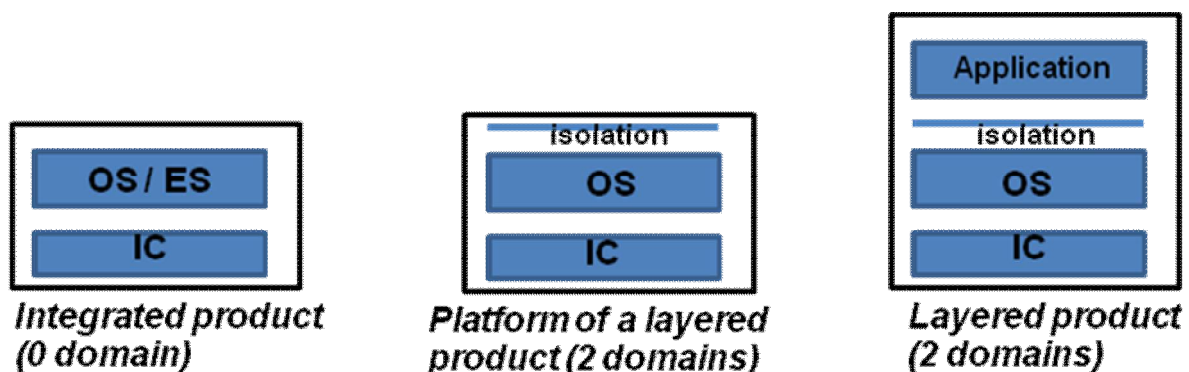 OS / ES
IC
Integrated product
(0 domain)
isolation
OS
IC
Platform of a layered
product (2 domains)
Application
isolation
OS
IC
Layered product
(2 domains)